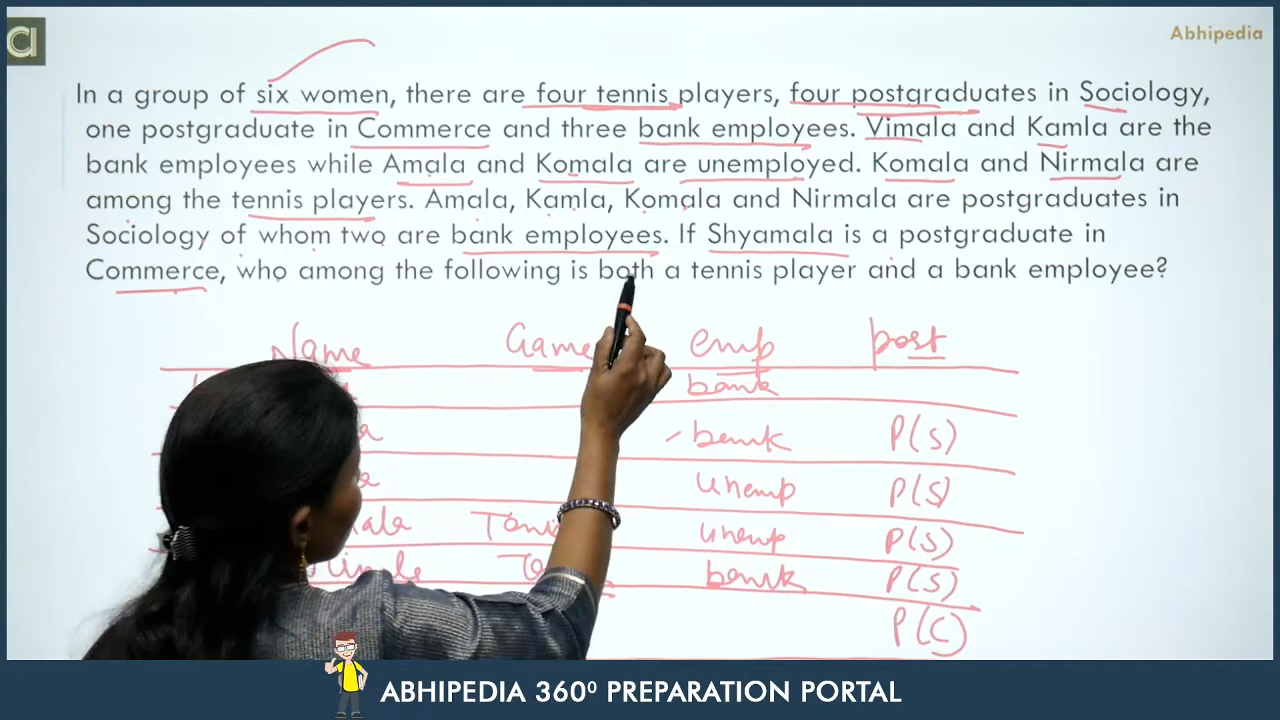 a
Abhipedia
In a group of six women, there are four tennis players, four postgraduates in Sociology,
one postgraduate in Commerce and three bank employees. Vimala and Kamla are the
bank employees while Amala and Komala are unemployed. Komala and Nirmala are
among the tennis players. Amala, Kamla, Komala and Nirmala are postgraduates in
Sociology of whom two are bank employees. If Shyamala is a postgraduate in
Commerce, who among the following is both a tennis player and a bank employee?
Name Game emp post
bank
bank P(S)
unemp P(S)
unemp P(S)
bank P(S)
P(C)
ABHIPEDIA 360⁰ PREPARATION PORTAL